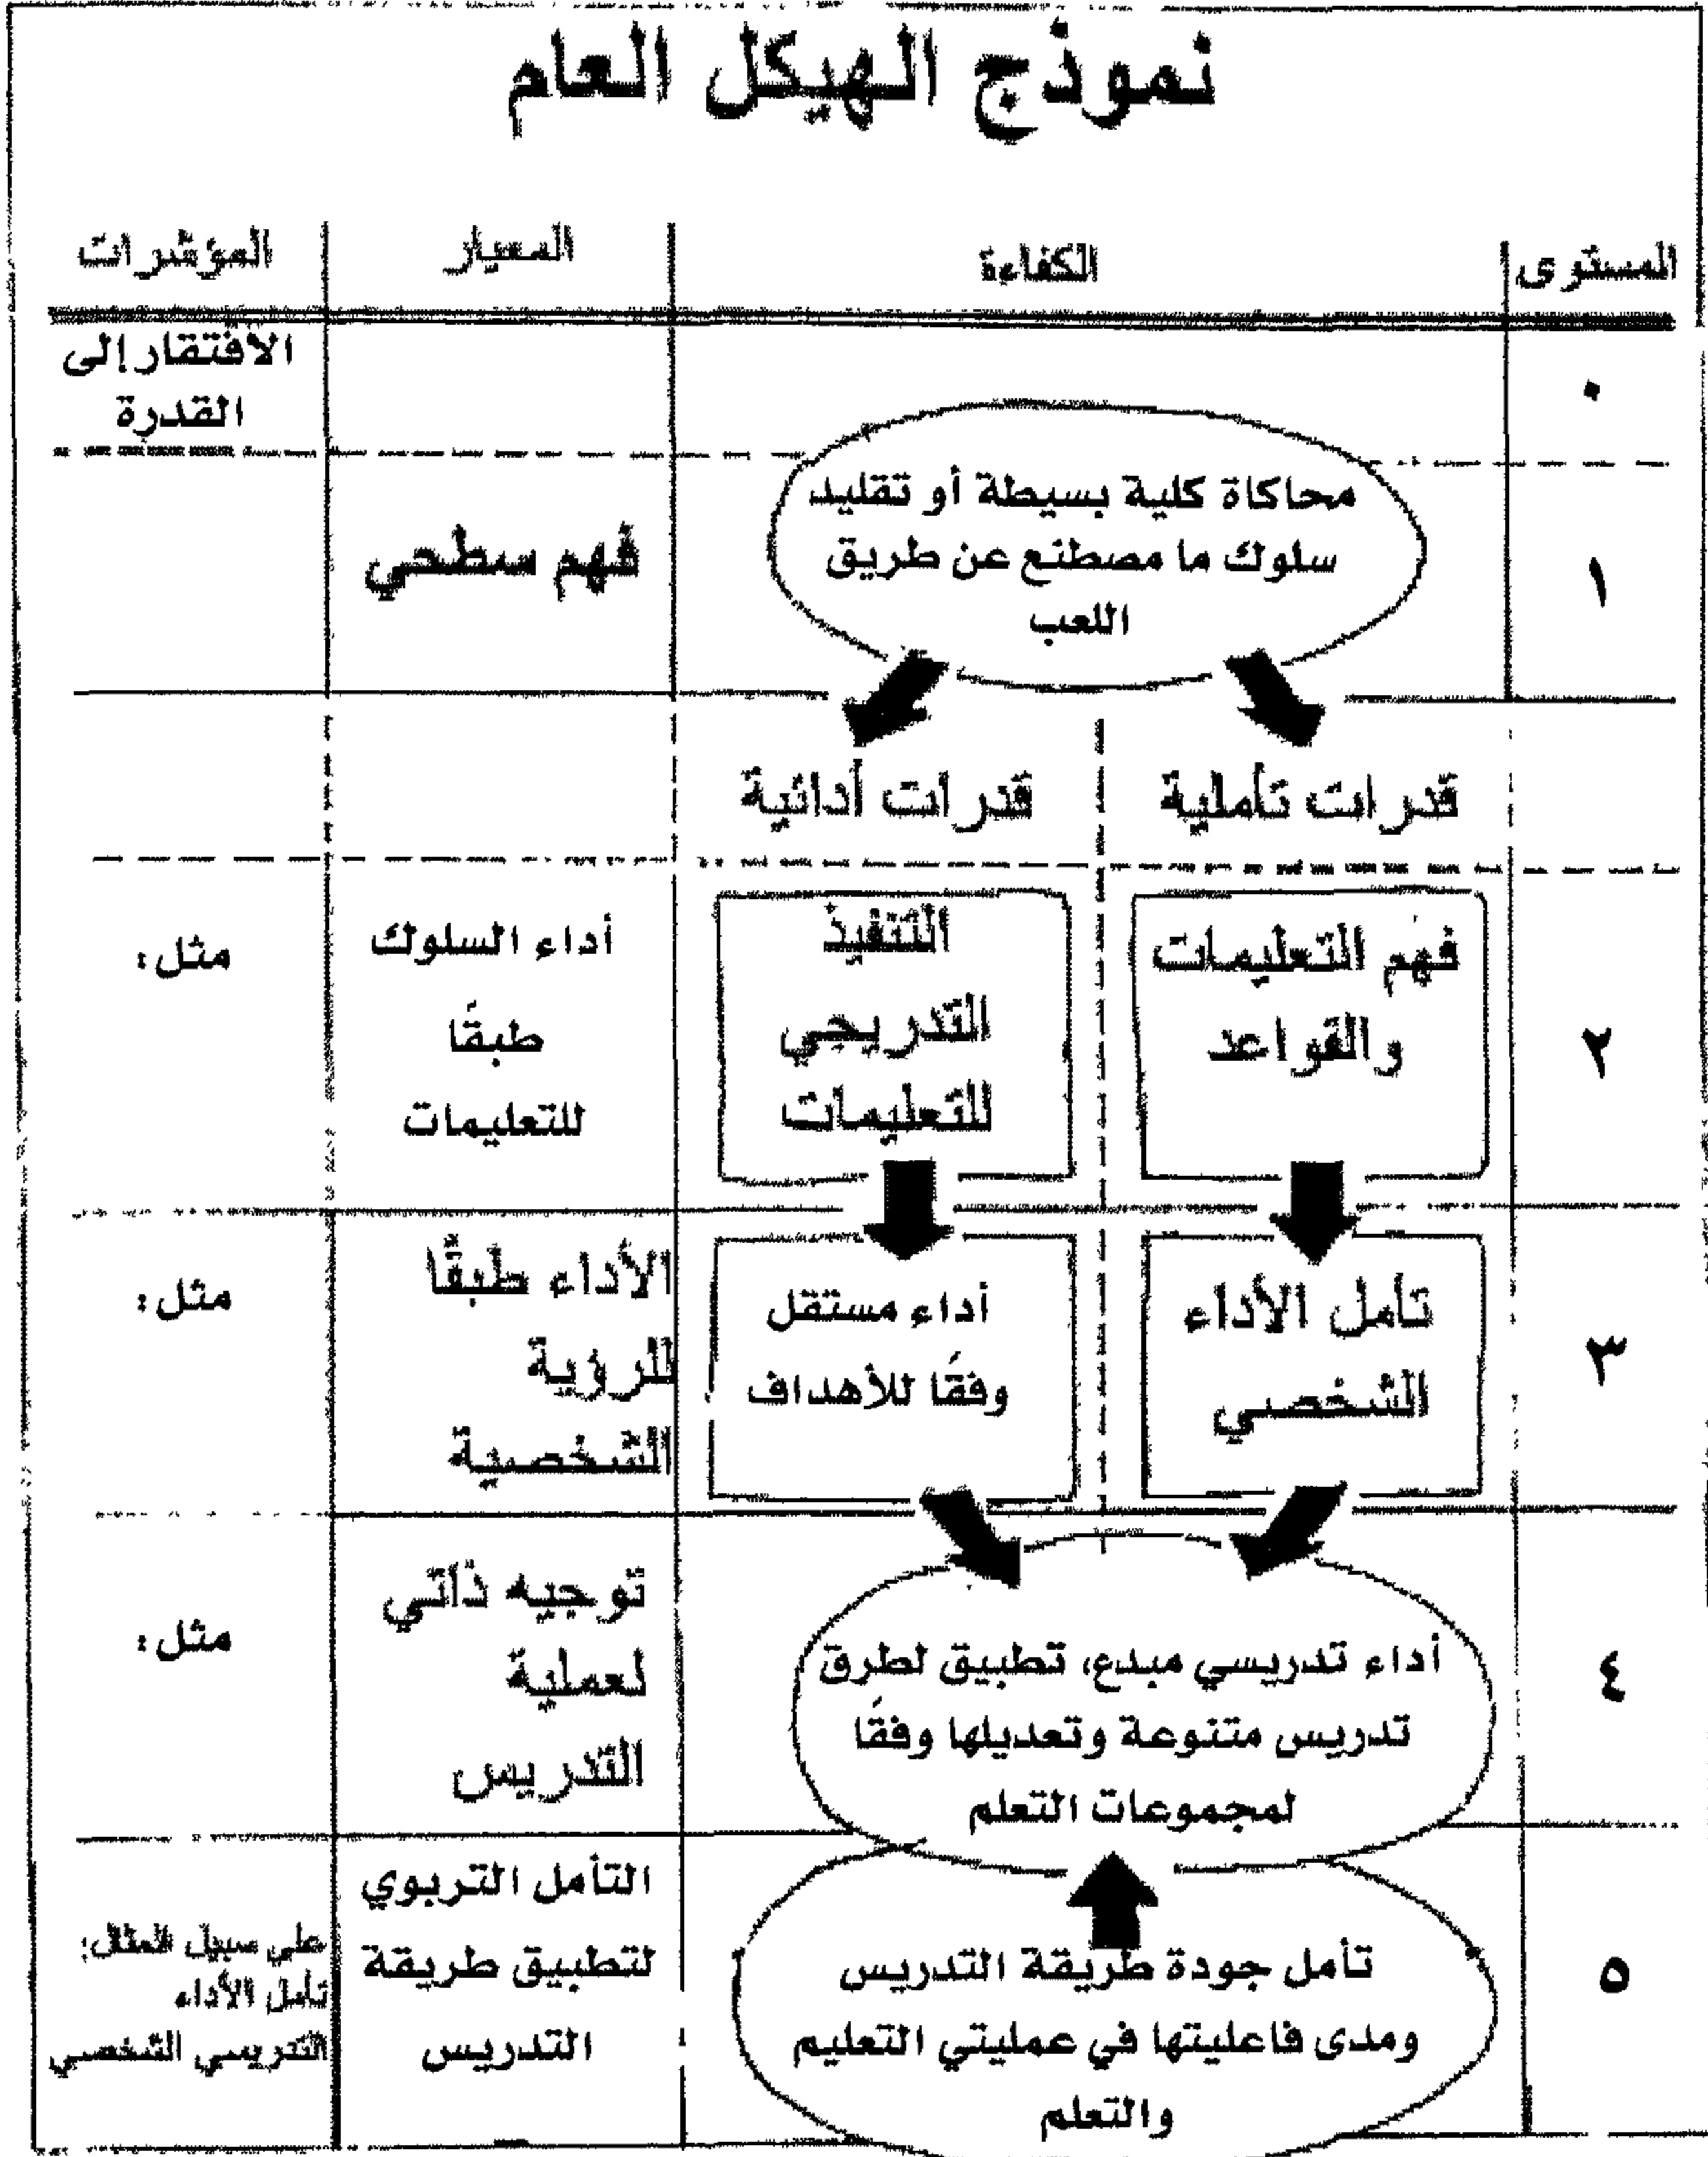 نموذج الهيكل العام
المستوى
الكفاءة
المعيار
المؤشرات
٠
الافتقار إلى
القدرة
١
محاكاة كلية بسيطة أو تقليد
سلوك ما مصطنع عن طريق
اللعب
فهم سطحي
قدرات تأملية
قدرات أدائية
٢
فهم التعليمات
والقواعد
التنفيذ
التدريجي
للتعليمات
أداء السلوك
طبقًا
للتعليمات
مثل:
٣
تأمل الأداء
الشخصي
أداء مستقل
وفقًا للأهداف
الأداء طبقًا
للرؤية
الشخصية
مثل:
٤
أداء تدريسي مبدع، تطبيق لطرق
تدريس متنوعة وتعديلها وفقًا
لمجموعات التعلم
توجيه ذاتي
لعملية
التدريس
مثل:
٥
تأمل جودة طريقة التدريس
ومدى فاعليتها في عمليتي التعليم
والتعلم
التأمل التربوي
لتطبيق طريقة
التدريس
على سبيل المثال:
تأمل الأداء
التدريسي الشخصي